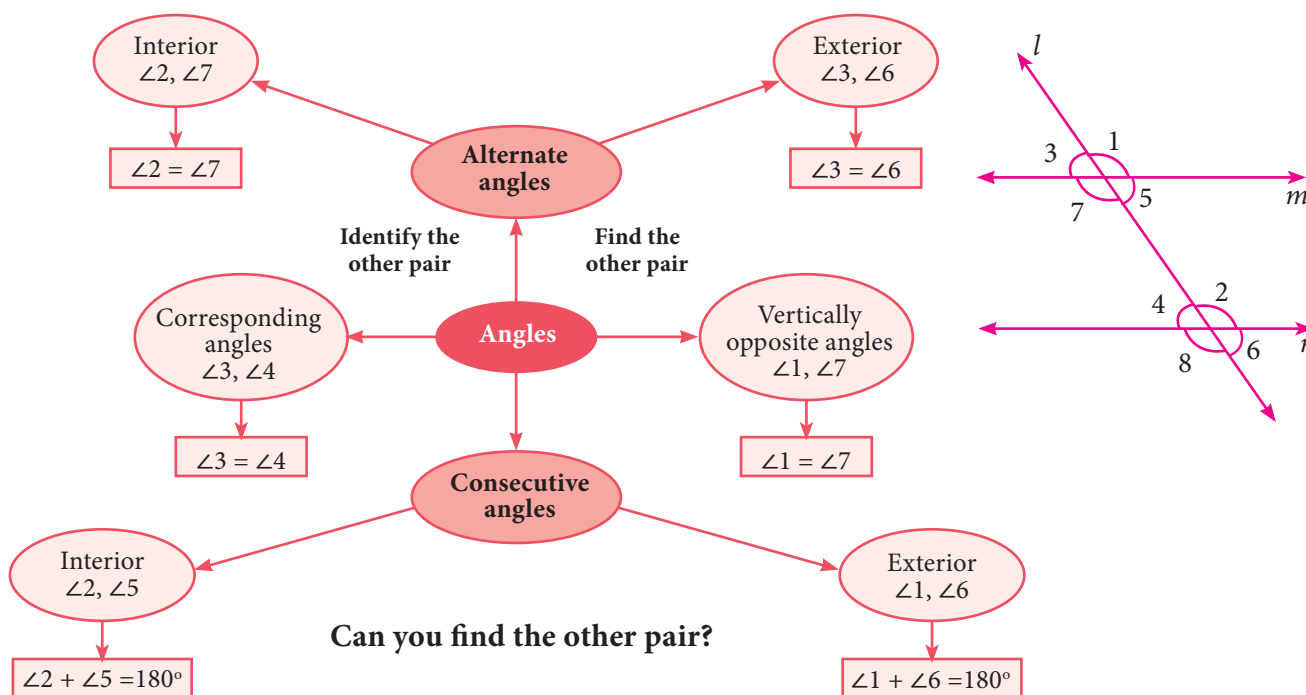 Interior
∠2, ∠7
∠2 = ∠7
Exterior
∠3, ∠6
∠3 = ∠6
Alternate
angles
Identify the
other pair
Find the
other pair
Corresponding
angles
∠3, ∠4
∠3 = ∠4
Angles
Vertically
opposite angles
∠1, ∠7
∠1 = ∠7
Consecutive
angles
Interior
∠2, ∠5
∠2 + ∠5 =180°
Exterior
∠1, ∠6
∠1 + ∠6 =180°
Can you find the other pair?
l
3 1
7 5
m
4 2
8 6